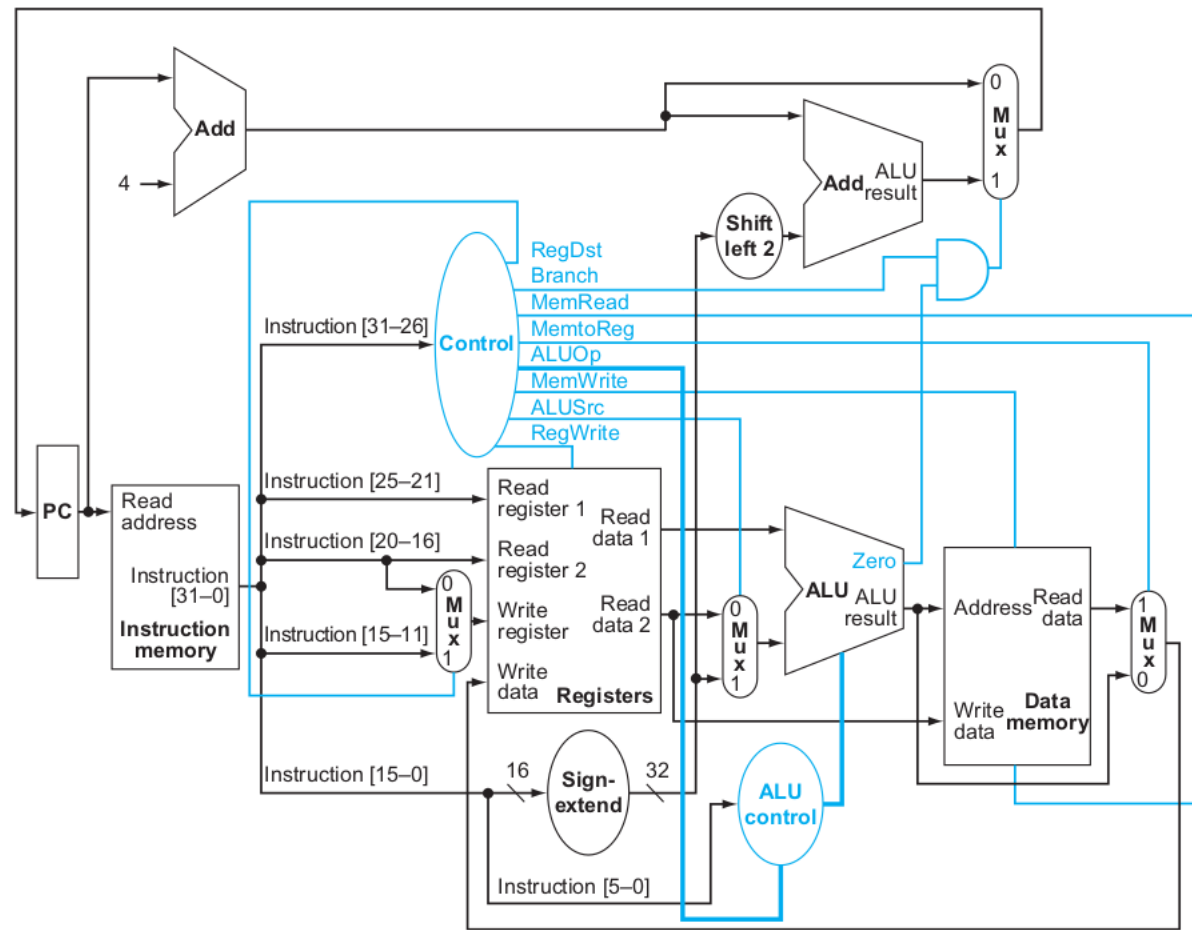 0
M
u
x
1
Add
ALU
Add result
4
Shift
left 2
RegDst
Branch
MemRead
Instruction [31–26]
MemtoReg
Control
ALUOp
MemWrite
ALUSrc
RegWrite
PC
Read
address
Instruction
[31–0]
Instruction
memory
Instruction [25–21]
Instruction [20–16]
Instruction [15–11]
0
M
u
x
1
Read
register 1
Read
register 2
Write
register
Write
data
Read
data 1
Read
data 2
Registers
0
M
u
x
1
Zero
ALU
ALU
result
Address
Read
data
Write
data
Data
memory
1
M
u
x
0
Instruction [15–0]
16
Sign-
extend
32
ALU
control
Instruction [5–0]